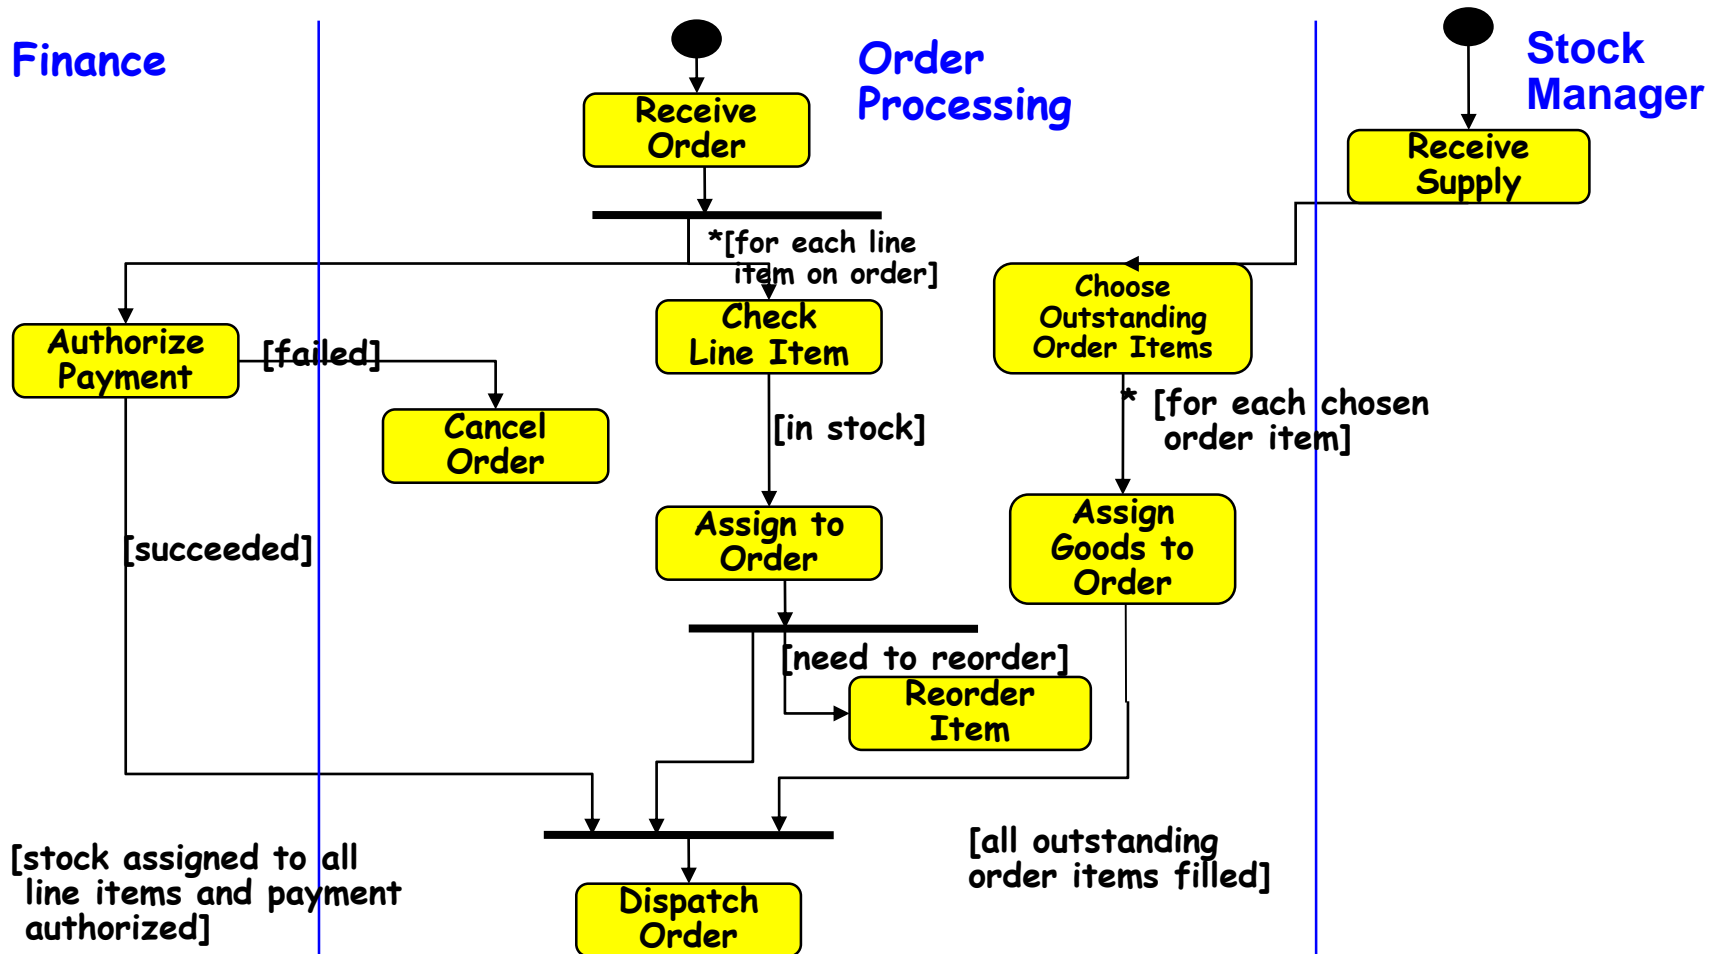 Finance
Order
Processing
Stock
Manager
Receive
Order
Receive
Supply
*[for each line
item on order]
Choose
Outstanding
Order Items
Check
Line Item
Authorize
Payment
[failed]
* [for each chosen
order item]
Cancel
Order
[in stock]
Assign to
Order
Assign
Goods to
Order
[succeeded]
[need to reorder]
Reorder
Item
[stock assigned to all
line items and payment
authorized]
[all outstanding
order items filled]
Dispatch
Order